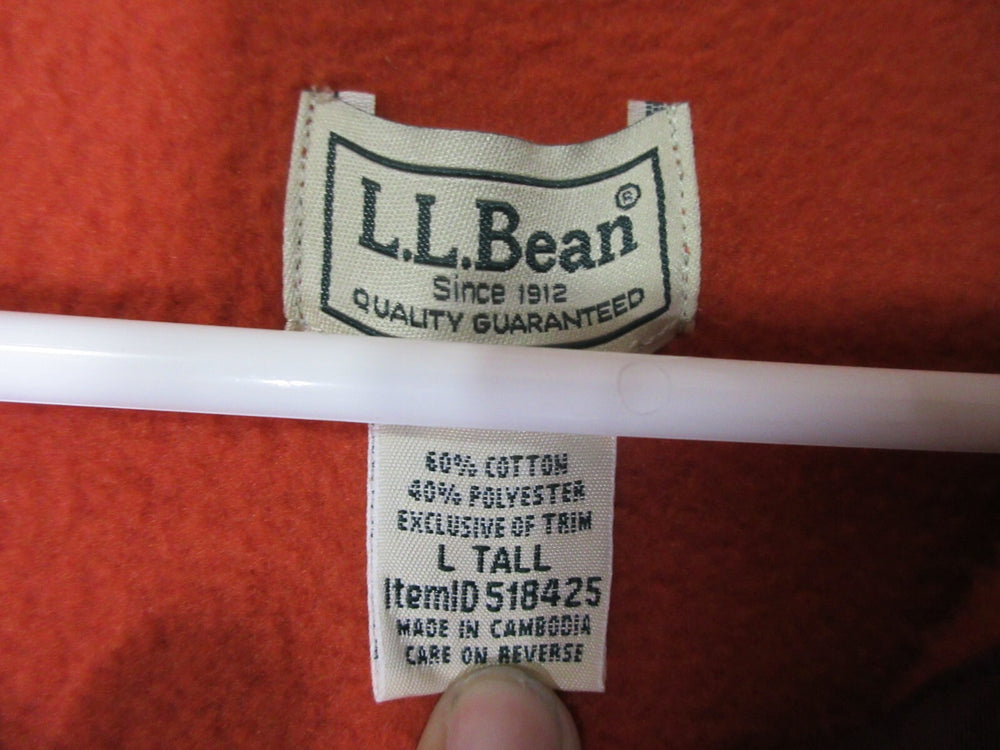 L.L.Bean®
Since 1912
QUALITY GUARANTEED
60% COTTON
40% POLYESTER
EXCLUSIVE OF TRIM
L TALL
ItemID 518425
MADE IN CAMBODIA
CARE ON REVERSE